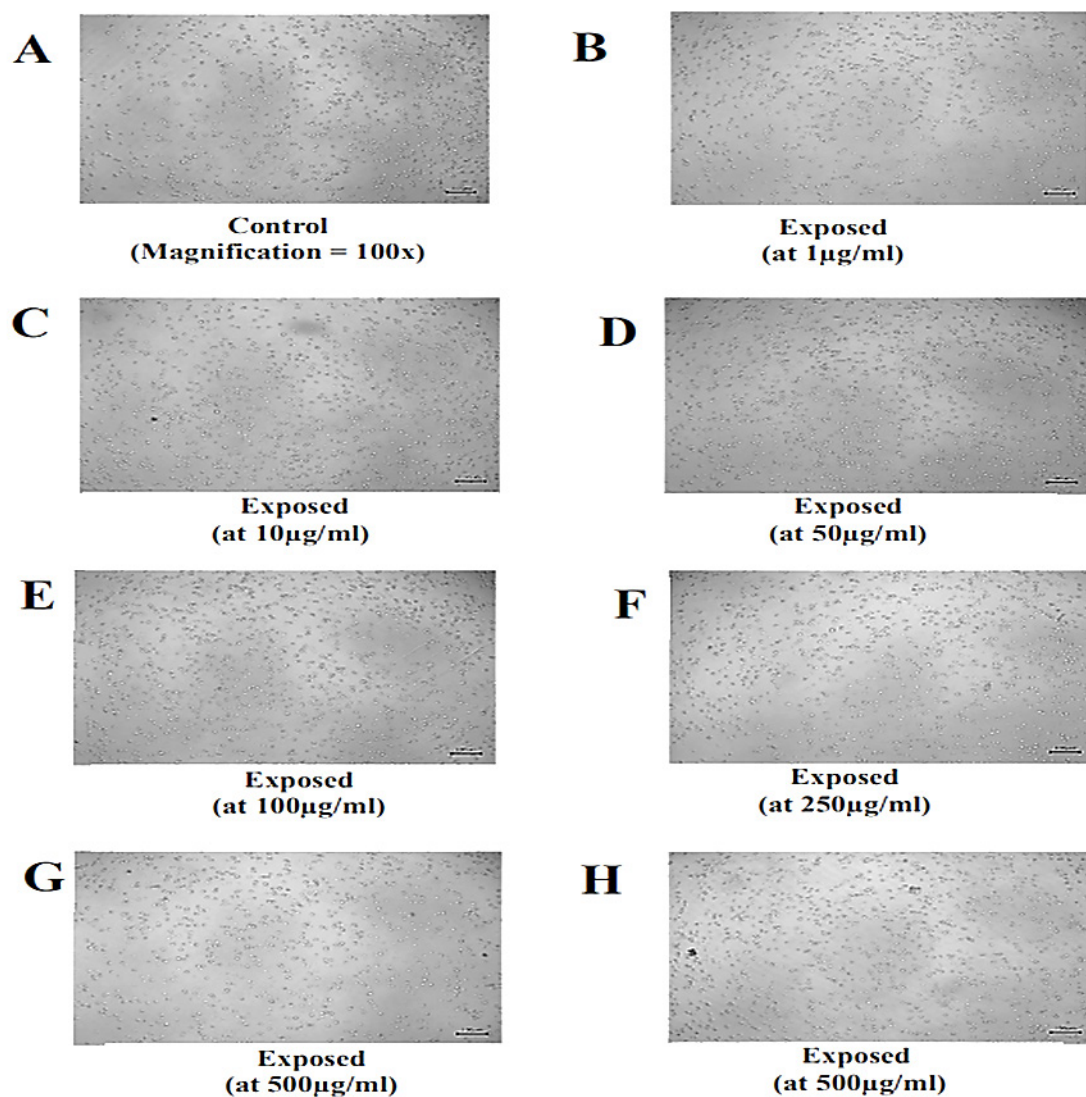 A
B
Control
(Magnification = 100x)
Exposed
(at 1µg/ml)
C
D
Exposed
(at 10µg/ml)
Exposed
(at 50µg/ml)
E
F
Exposed
(at 100µg/ml)
Exposed
(at 250µg/ml)
G
H
Exposed
(at 500µg/ml)
Exposed
(at 500µg/ml)